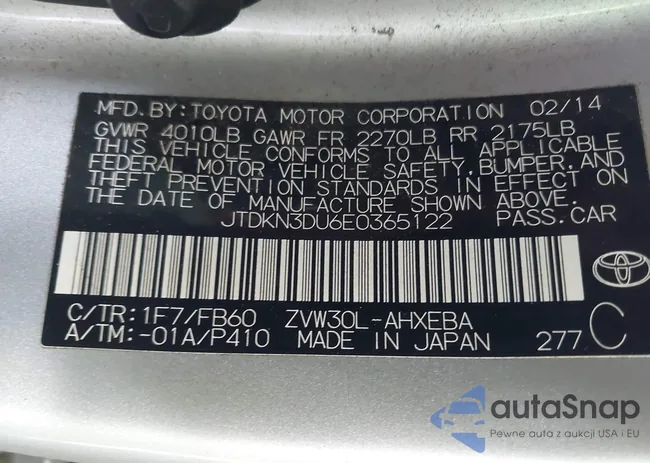 MFD. BY: TOYOTA MOTOR CORPORATION 02/14
GVWR 4010LB GAWR FR 2270LB RR 2175LB
THIS VEHICLE CONFORMS TO ALL APPLICABLE
FEDERAL MOTOR VEHICLE SAFETY,BUMPER,AND
THEFT PREVENTION STANDARDS IN EFFECT ON
THE DATE OF MANUFACTURE SHOWN ABOVE.
JTDKN3DU6E0365122 PASS.CAR
C/TR:1F7/FB60 ZVW30L-AHXEBA
A/TM:-01A/P410 MADE IN JAPAN 277 C
autaSnap
Pewne auta z aukcji USA i EU